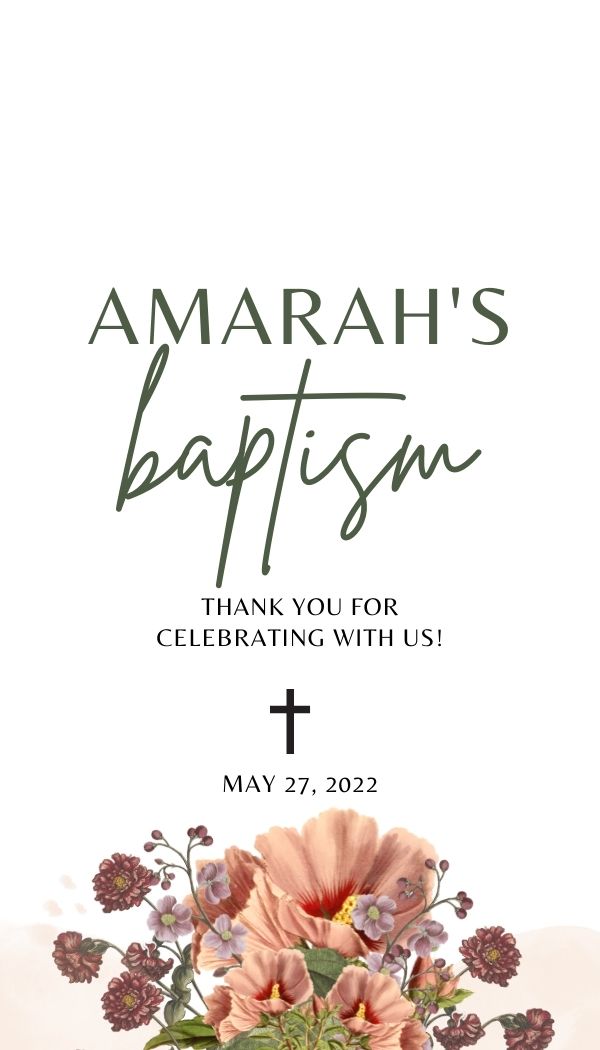 AMARAH'S
baptism
THANK YOU FOR
CELEBRATING WITH US!
MAY 27, 2022